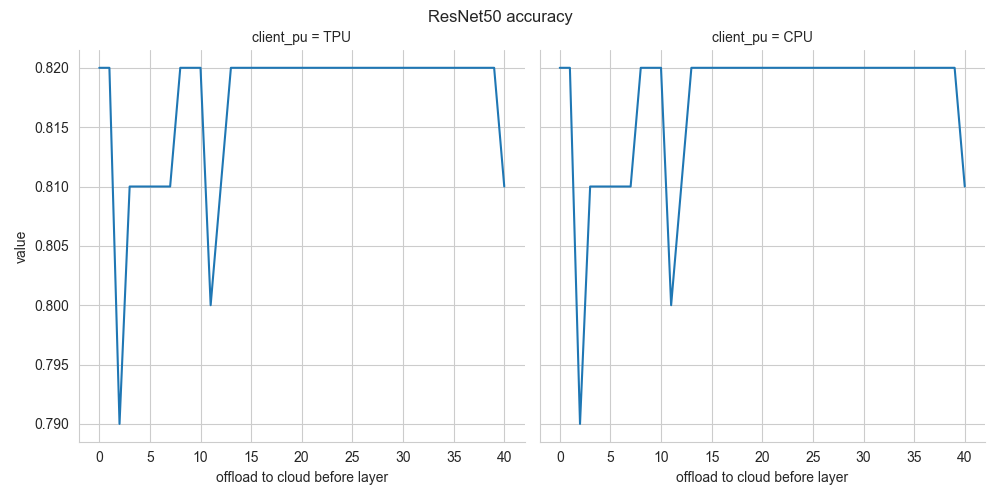 ResNet50 accuracy
client_pu = TPU
client_pu = CPU
0.820
0.815
0.810
0.805
0.800
0.795
0.790
value
0 5 10 15 20 25 30 35 40
0 5 10 15 20 25 30 35 40
offload to cloud before layer
offload to cloud before layer